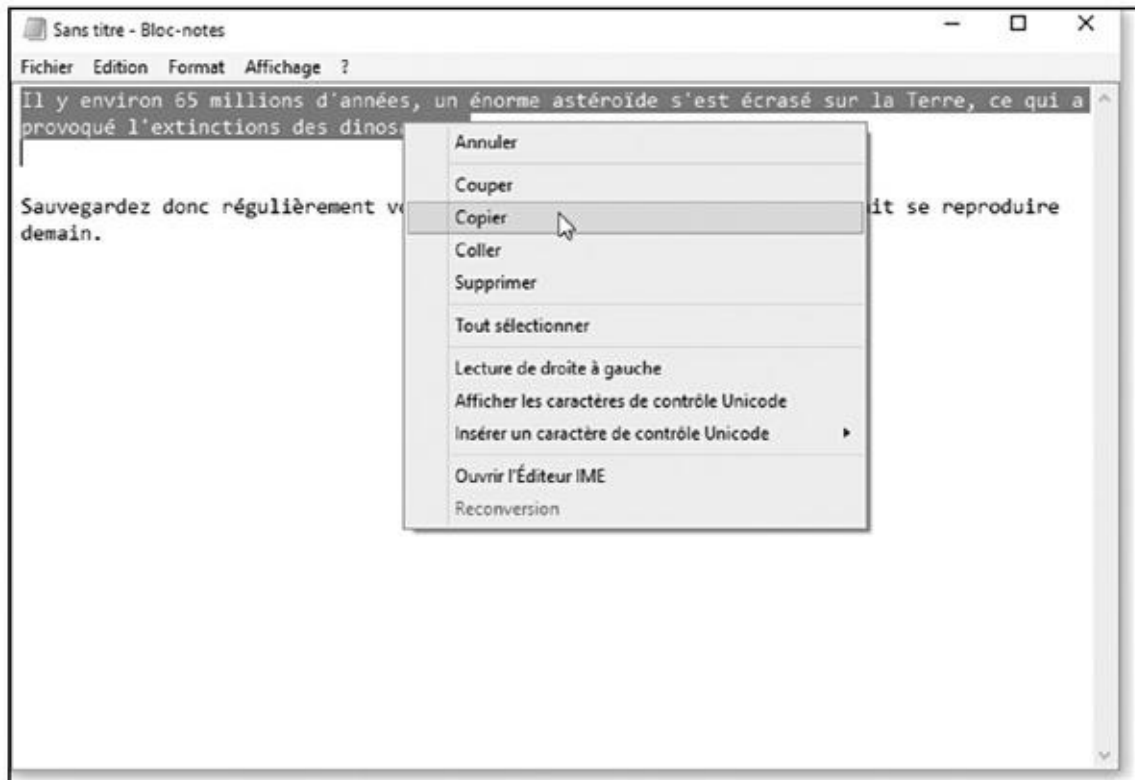 Sans titre - Bloc-notes
Fichier Edition Format Affichage ?
Il y environ 65 millions d'années, un énorme astéroïde s'est écrasé sur la Terre, ce qui a
provoqué l'extinctions des
Sauvegardez donc régulièrement se reproduire
demain.
Annuler
Couper
Copier
Coller
Supprimer
Tout sélectionner
Lecture de droite à gauche
Afficher les caractères de contrôle Unicode
Insérer un caractère de contrôle Unicode
Ouvrir l'Éditeur IME
Reconversion